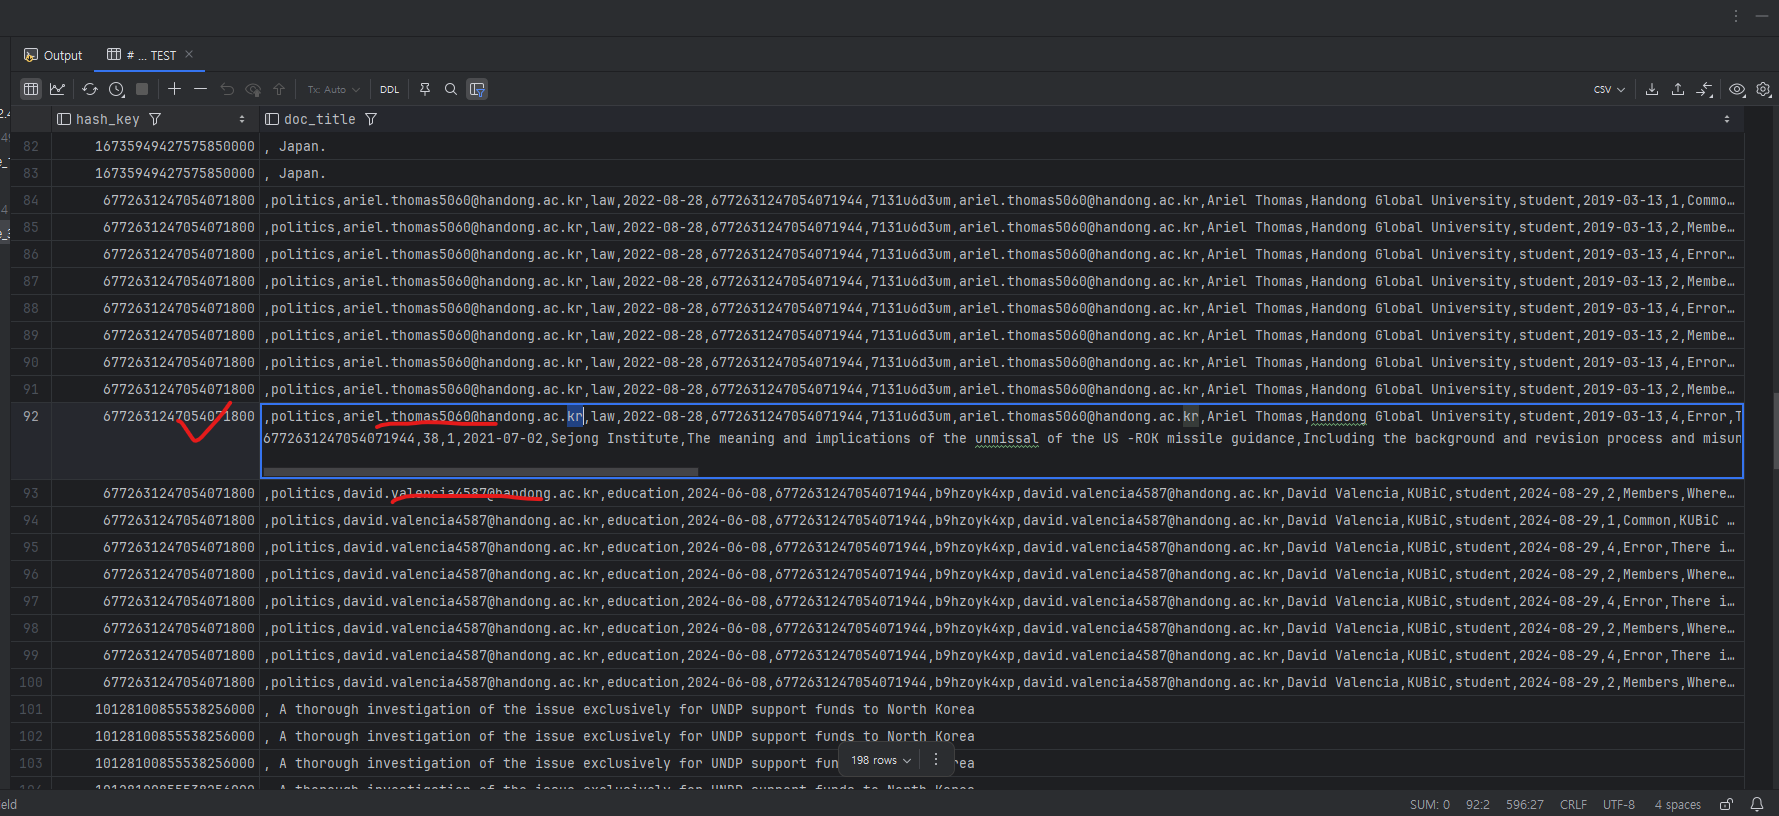 Output
# ... TEST
Tx: Auto
DDL
CSV
hash_key
doc_title
82 16735949427575850000 , Japan.
83 16735949427575850000 , Japan.
84 6772631247054071800 ,politics,ariel.thomas5060@handong.ac.kr,law,2022-08-28,6772631247054071944,7131u6d3um,ariel.thomas5060@handong.ac.kr,Ariel Thomas,Handong Global University,student,2019-03-13,1,Commo…
85 6772631247054071800 ,politics,ariel.thomas5060@handong.ac.kr,law,2022-08-28,6772631247054071944,7131u6d3um,ariel.thomas5060@handong.ac.kr,Ariel Thomas,Handong Global University,student,2019-03-13,2,Membe…
86 6772631247054071800 ,politics,ariel.thomas5060@handong.ac.kr,law,2022-08-28,6772631247054071944,7131u6d3um,ariel.thomas5060@handong.ac.kr,Ariel Thomas,Handong Global University,student,2019-03-13,4,Error…
87 6772631247054071800 ,politics,ariel.thomas5060@handong.ac.kr,law,2022-08-28,6772631247054071944,7131u6d3um,ariel.thomas5060@handong.ac.kr,Ariel Thomas,Handong Global University,student,2019-03-13,2,Membe…
88 6772631247054071800 ,politics,ariel.thomas5060@handong.ac.kr,law,2022-08-28,6772631247054071944,7131u6d3um,ariel.thomas5060@handong.ac.kr,Ariel Thomas,Handong Global University,student,2019-03-13,4,Error…
89 6772631247054071800 ,politics,ariel.thomas5060@handong.ac.kr,law,2022-08-28,6772631247054071944,7131u6d3um,ariel.thomas5060@handong.ac.kr,Ariel Thomas,Handong Global University,student,2019-03-13,2,Membe…
90 6772631247054071800 ,politics,ariel.thomas5060@handong.ac.kr,law,2022-08-28,6772631247054071944,7131u6d3um,ariel.thomas5060@handong.ac.kr,Ariel Thomas,Handong Global University,student,2019-03-13,4,Error…
91 6772631247054071800 ,politics,ariel.thomas5060@handong.ac.kr,law,2022-08-28,6772631247054071944,7131u6d3um,ariel.thomas5060@handong.ac.kr,Ariel Thomas,Handong Global University,student,2019-03-13,2,Membe…
92 6772631247054071800 ,politics,ariel.thomas5060@handong.ac.kr,law,2022-08-28,6772631247054071944,7131u6d3um,ariel.thomas5060@handong.ac.kr,Ariel Thomas,Handong Global University,student,2019-03-13,4,Error,T
6772631247054071944,38,1,2021-07-02,Sejong Institute,The meaning and implications of the unmissal of the US -ROK missile guidance,Including the background and revision process and misun
93 6772631247054071800 ,politics,david.valencia4587@handong.ac.kr,education,2024-06-08,6772631247054071944,b9hzoyk4xp,david.valencia4587@handong.ac.kr,David Valencia,KUBiC,student,2024-08-29,2,Members,Where…
94 6772631247054071800 ,politics,david.valencia4587@handong.ac.kr,education,2024-06-08,6772631247054071944,b9hzoyk4xp,david.valencia4587@handong.ac.kr,David Valencia,KUBiC,student,2024-08-29,1,Common,KUBiC …
95 6772631247054071800 ,politics,david.valencia4587@handong.ac.kr,education,2024-06-08,6772631247054071944,b9hzoyk4xp,david.valencia4587@handong.ac.kr,David Valencia,KUBiC,student,2024-08-29,4,Error,There i…
96 6772631247054071800 ,politics,david.valencia4587@handong.ac.kr,education,2024-06-08,6772631247054071944,b9hzoyk4xp,david.valencia4587@handong.ac.kr,David Valencia,KUBiC,student,2024-08-29,2,Members,Where…
97 6772631247054071800 ,politics,david.valencia4587@handong.ac.kr,education,2024-06-08,6772631247054071944,b9hzoyk4xp,david.valencia4587@handong.ac.kr,David Valencia,KUBiC,student,2024-08-29,4,Error,There i…
98 6772631247054071800 ,politics,david.valencia4587@handong.ac.kr,education,2024-06-08,6772631247054071944,b9hzoyk4xp,david.valencia4587@handong.ac.kr,David Valencia,KUBiC,student,2024-08-29,2,Members,Where…
99 6772631247054071800 ,politics,david.valencia4587@handong.ac.kr,education,2024-06-08,6772631247054071944,b9hzoyk4xp,david.valencia4587@handong.ac.kr,David Valencia,KUBiC,student,2024-08-29,4,Error,There i…
100 6772631247054071800 ,politics,david.valencia4587@handong.ac.kr,education,2024-06-08,6772631247054071944,b9hzoyk4xp,david.valencia4587@handong.ac.kr,David Valencia,KUBiC,student,2024-08-29,2,Members,Where…
101 10128100855538256000 , A thorough investigation of the issue exclusively for UNDP support funds to North Korea
102 10128100855538256000 , A thorough investigation of the issue exclusively for UNDP support funds to North Korea
103 10128100855538256000 , A thorough investigation of the issue exclusively for UNDP support fun rea
198 rows
eld
SUM: 0 92:2 596:27 CRLF UTF-8 4 spaces